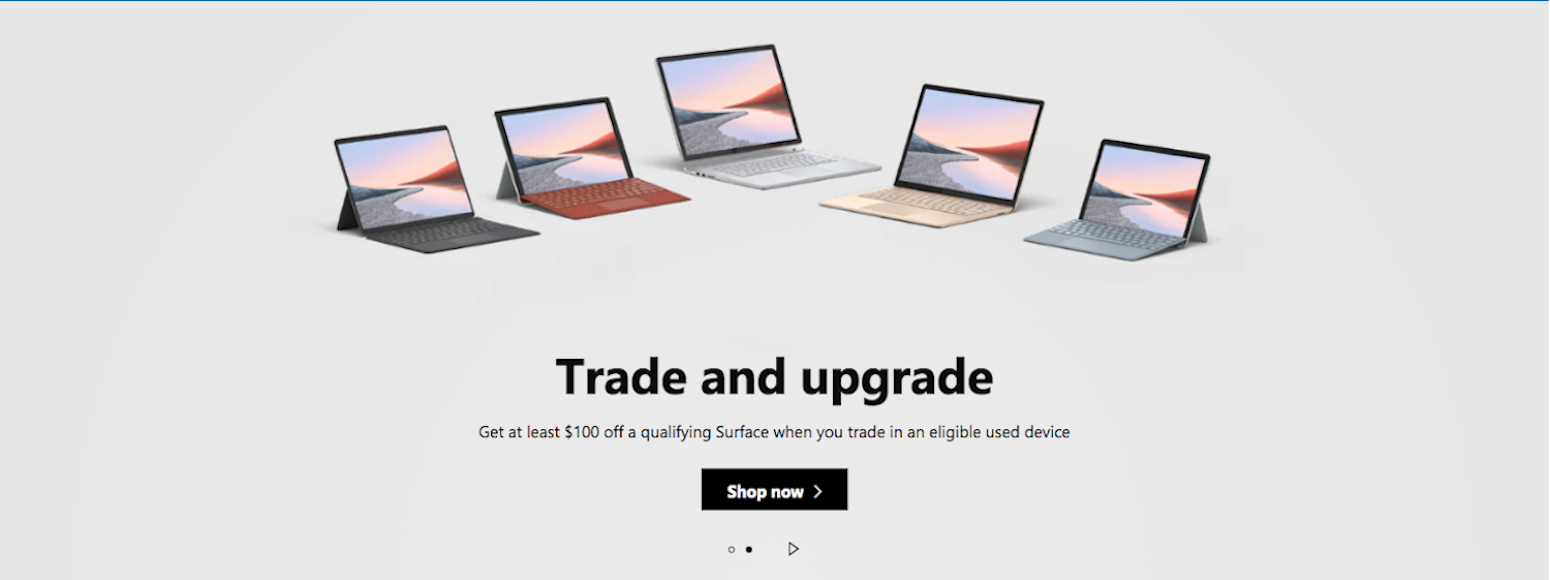 Trade and upgrade
Get at least $100 off a qualifying Surface when you trade in an eligible used device
Shop now